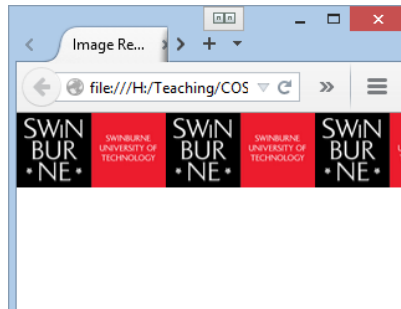 Image Re...
file:///H:/Teaching/COS
SWIN
BUR
NE
SWINBURNE
UNIVERSITY OF
TECHNOLOGY
SWIN
BUR
NE
SWINBURNE
UNIVERSITY OF
TECHNOLOGY
SWIN
BUR
NE